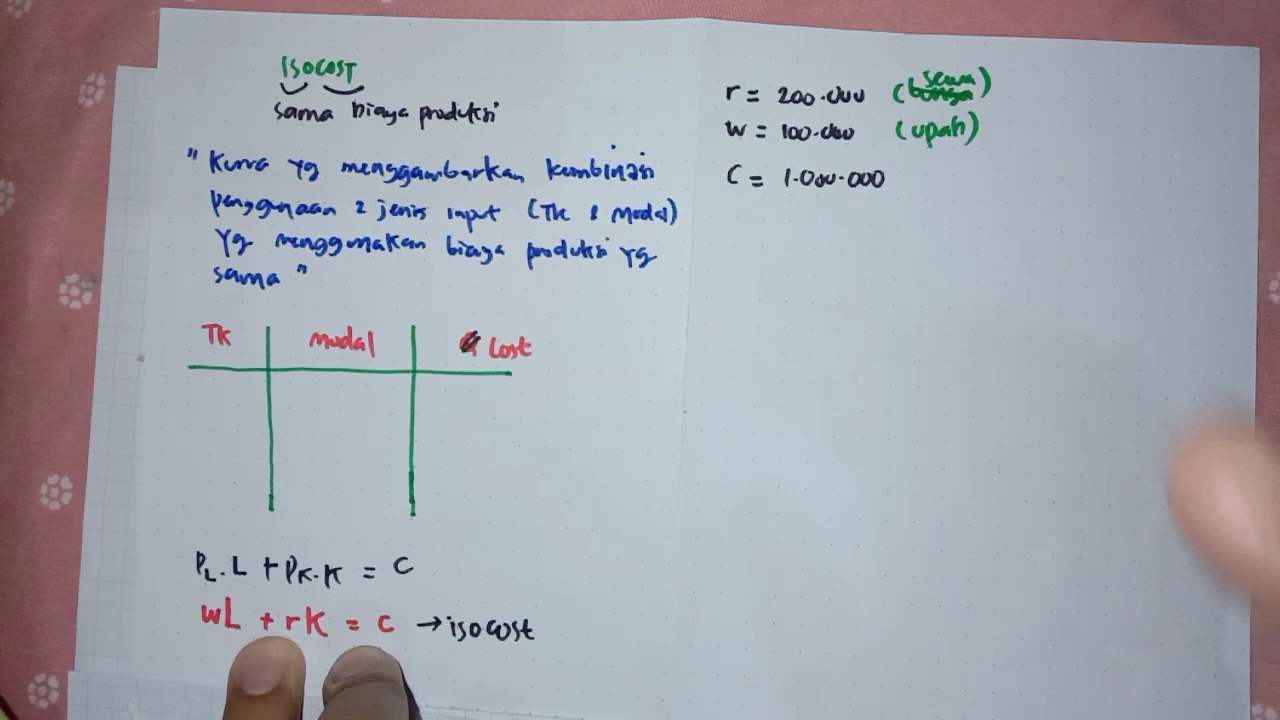 ISOCOST
sama biaya produksi
" Kurva yg menggambarkan kombinasi
penggunaan 2 jenis input (Tk & Modal)
Yg menggunakan biaya produksi yg
sama "
Tk modal Cost
PL.L + PK.K = C
wL + rK = C → isocost
r = 200.000 (sewa)
bunga
w = 100.000 (upah)
C = 1.000.000